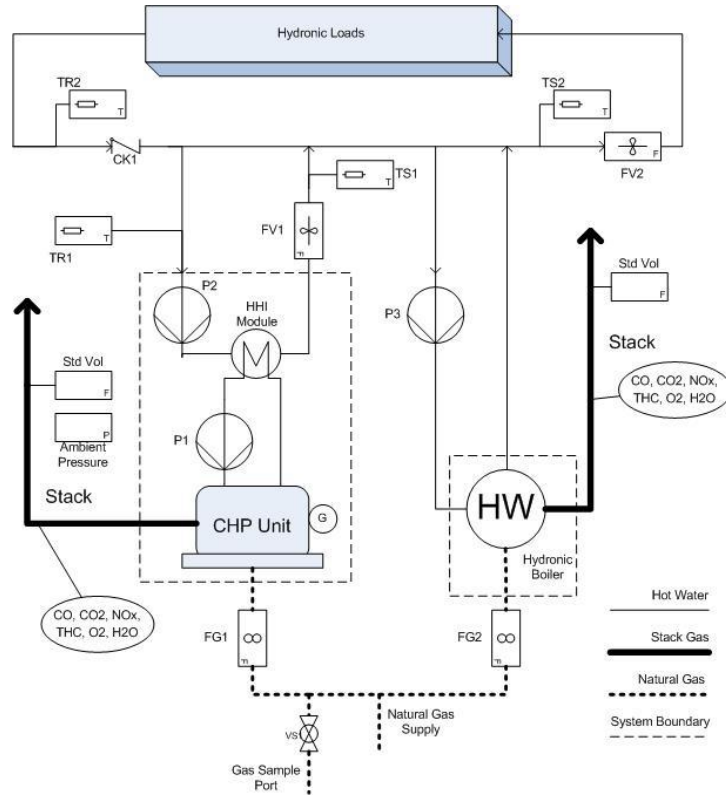 Hydronic Loads
TR2
T
TS2
T
CK1
FV2
F
TS1
T
TR1
T
FV1
F
P2
HHI
Module
P3
Std Vol
F
Stack
CO, CO2, NOx,
THC, O2, H2O
Std Vol
F
P
Ambient
Pressure
P1
Stack
CHP Unit
G
HW
Hydronic
Boiler
CO, CO2, NOx,
THC, O2, H2O
FG1
F
FG2
F
Hot Water
Stack Gas
Natural Gas
System Boundary
VS
Natural Gas
Supply
Gas Sample
Port